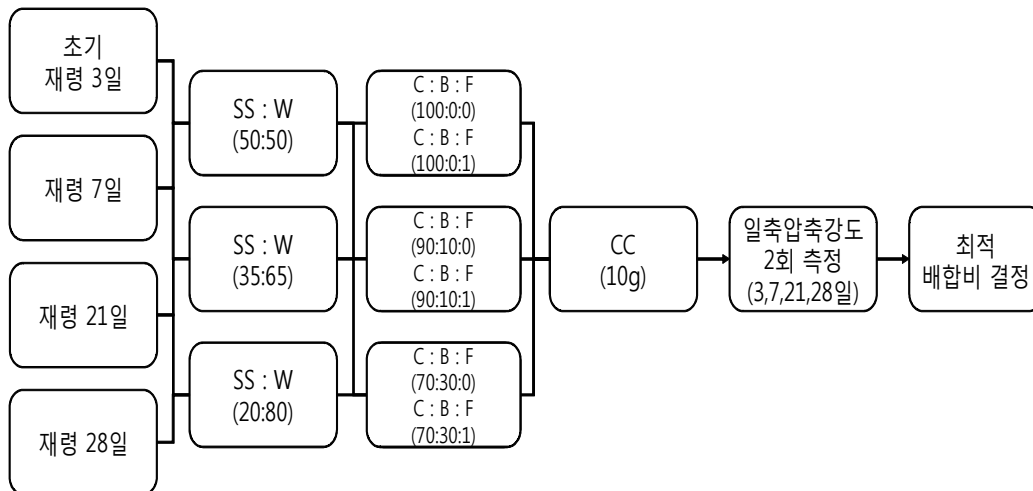 초기
재령 3일
재령 7일
재령 21일
재령 28일
SS : W
(50:50)
SS : W
(35:65)
SS : W
(20:80)
C : B : F
(100:0:0)
C : B : F
(100:0:1)
C : B : F
(90:10:0)
C : B : F
(90:10:1)
C : B : F
(70:30:0)
C : B : F
(70:30:1)
CC
(10g)
일축압축강도
2회 측정
(3,7,21,28일)
최적
배합비 결정